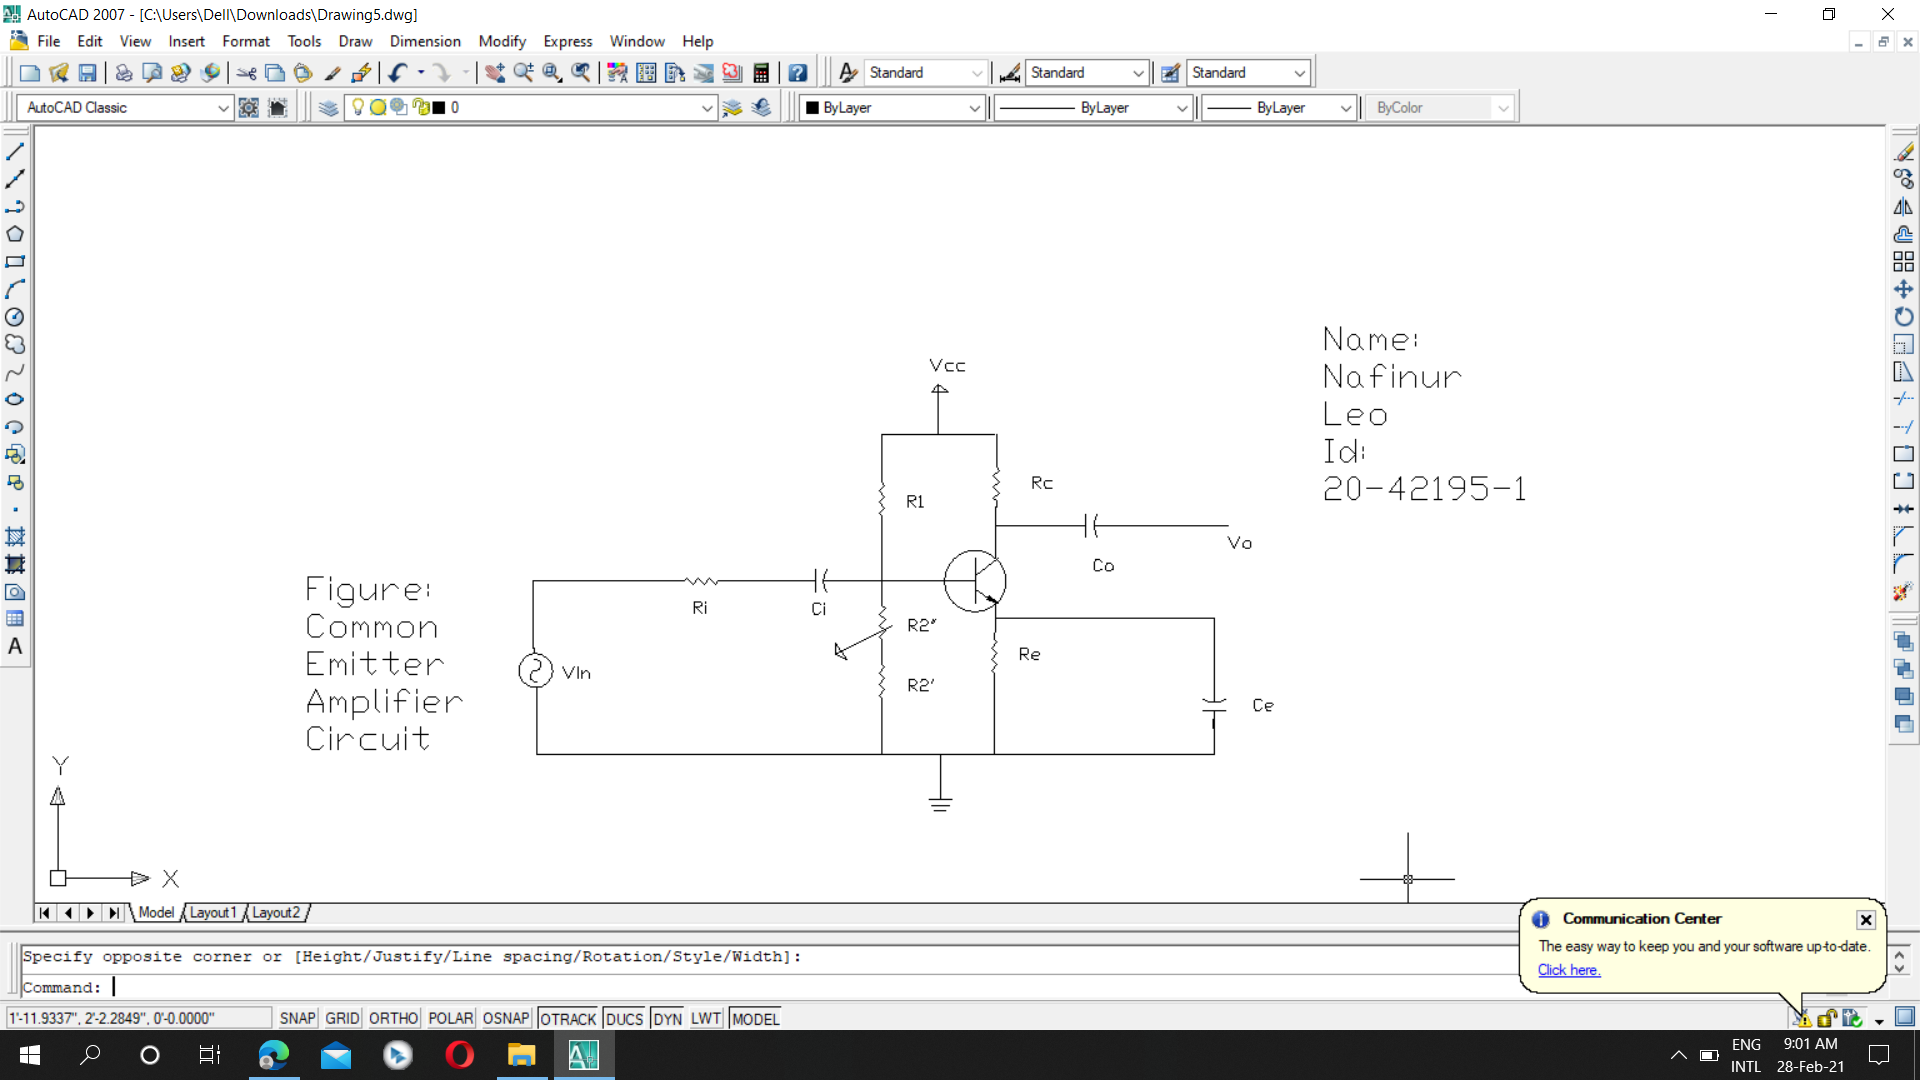 AutoCAD 2007 - [C:\Users\Dell\Downloads\Drawing5.dwg]
File Edit View Insert Format Tools Draw Dimension Modify Express Window Help
Standard Standard Standard
AutoCAD Classic 0 ByLayer ByLayer ByLayer ByColor
Name:
Nafinur
Leo
Id:
20-42195-1
Vcc
Rc
R1
Vo
Co
Ri
Ci
R2"
Re
R2'
VIn
Ce
Figure:
Common
Emitter
Amplifier
Circuit
Y
X
A
Model Layout1 Layout2
Communication Center
The easy way to keep you and your software up-to-date.
Click here.
Specify opposite corner or [Height/Justify/Line spacing/Rotation/Style/Width]:
Command:
1'-11.9337", 2'-2.2849", 0'-0.0000" SNAP GRID ORTHO POLAR OSNAP OTRACK DUCS DYN LWT MODEL
ENG 9:01 AM
INTL 28-Feb-21